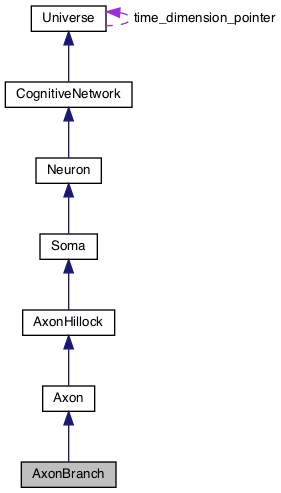 Universe
time_dimension_pointer
CognitiveNetwork
Neuron
Soma
AxonHillock
Axon
AxonBranch